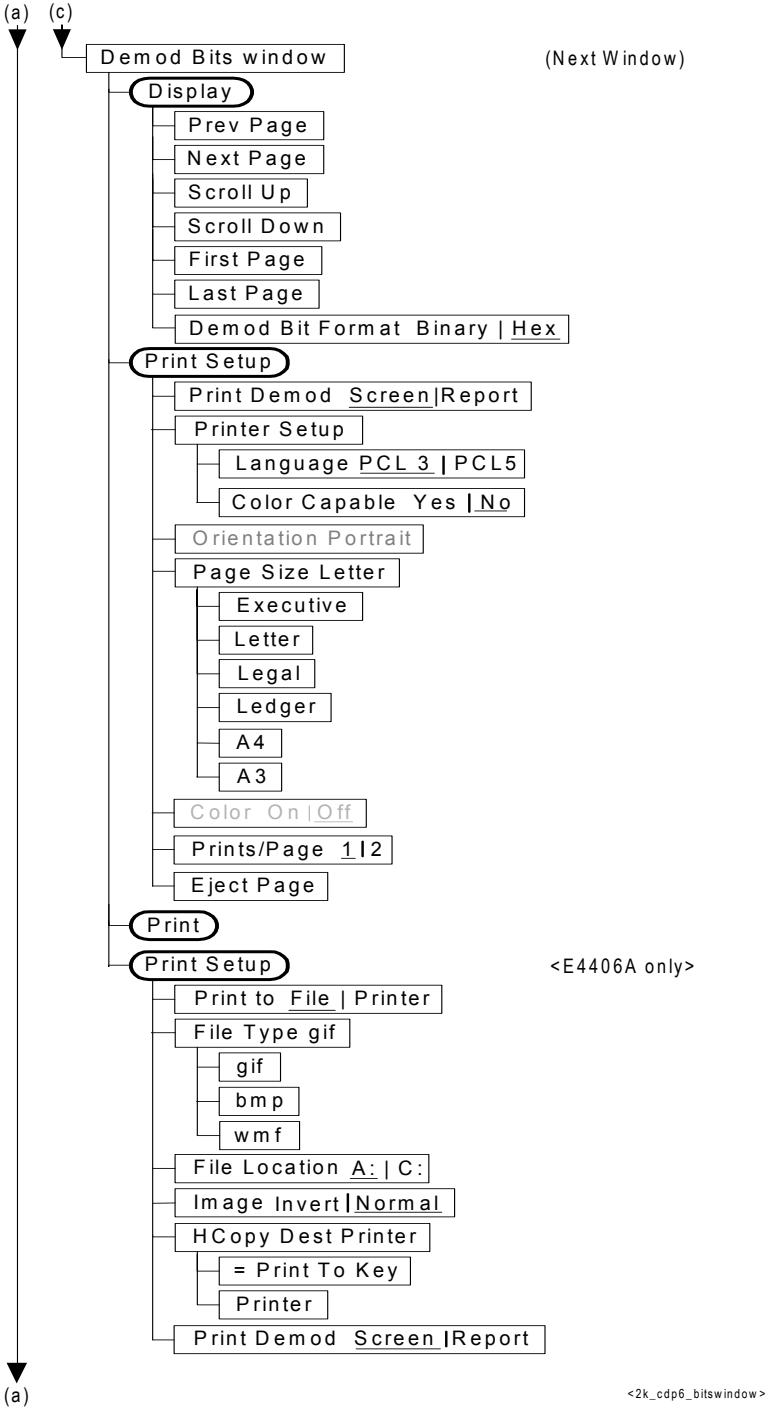 (a) (c)
Demod Bits window (Next Window)
Display
Prev Page
Next Page
Scroll Up
Scroll Down
First Page
Last Page
Demod Bit Format Binary | Hex
Print Setup
Print Demod Screen|Report
Printer Setup
Language PCL 3 | PCL5
Color Capable Yes | No
Orientation Portrait
Page Size Letter
Executive
Letter
Legal
Ledger
A4
A3
Color On | Off
Prints/Page 1|2
Eject Page
Print
Print Setup <E4406A only>
Print to File | Printer
File Type gif
gif
bmp
wmf
File Location A: | C:
Image Invert|Normal
HCopy Dest Printer
= Print To Key
Printer
Print Demod Screen |Report
(a) <2k_cdp6_bitswindow>